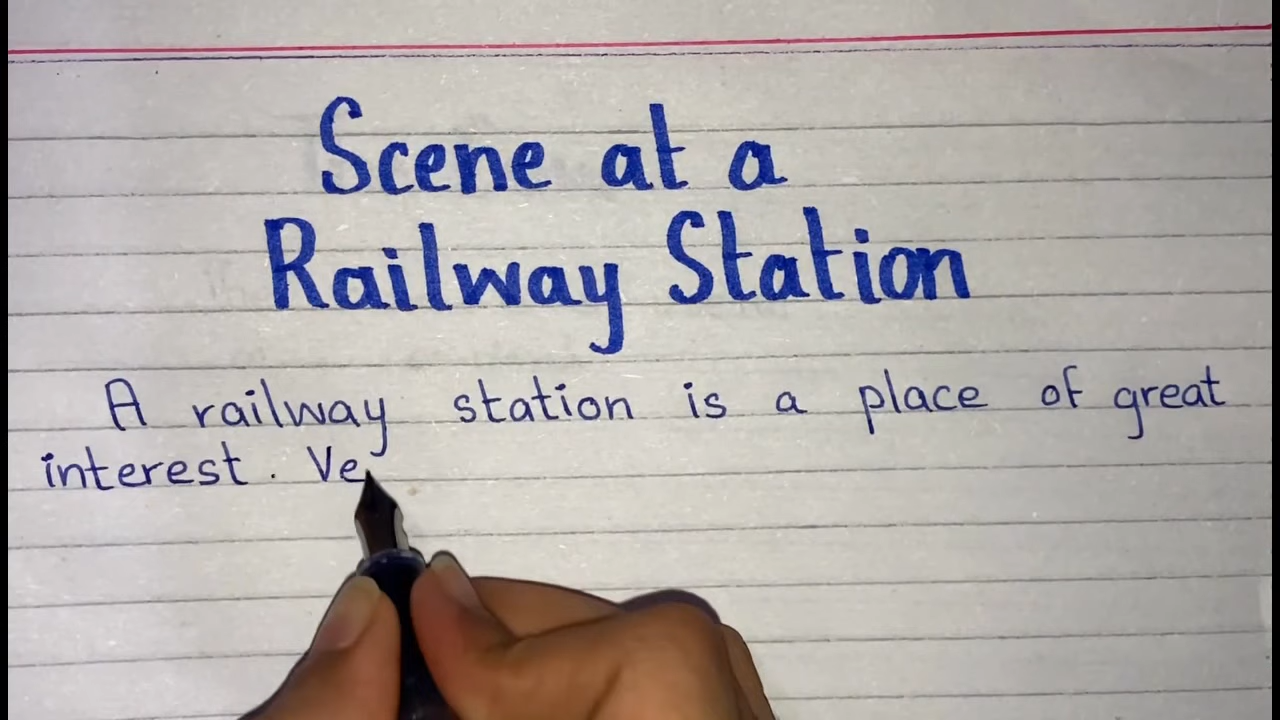 Scene at a
Railway Station
A railway station is a place of great
interest. Ve